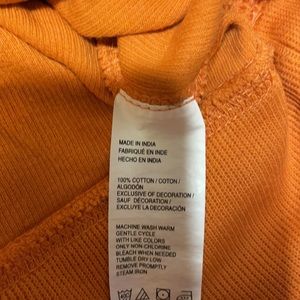 MADE IN INDIA
FABRIQUÉ EN INDE
HECHO EN INDIA
100% COTTON / COTON /
ALGODÓN
EXCLUSIVE OF DECORATION /
SAUF DÉCORATION /
EXCLUYE LA DECORACIÓN
MACHINE WASH WARM
GENTLE CYCLE
WITH LIKE COLORS
ONLY NON-CHLORINE
BLEACH WHEN NEEDED
TUMBLE DRY LOW
REMOVE PROMPTLY
STEAM IRON